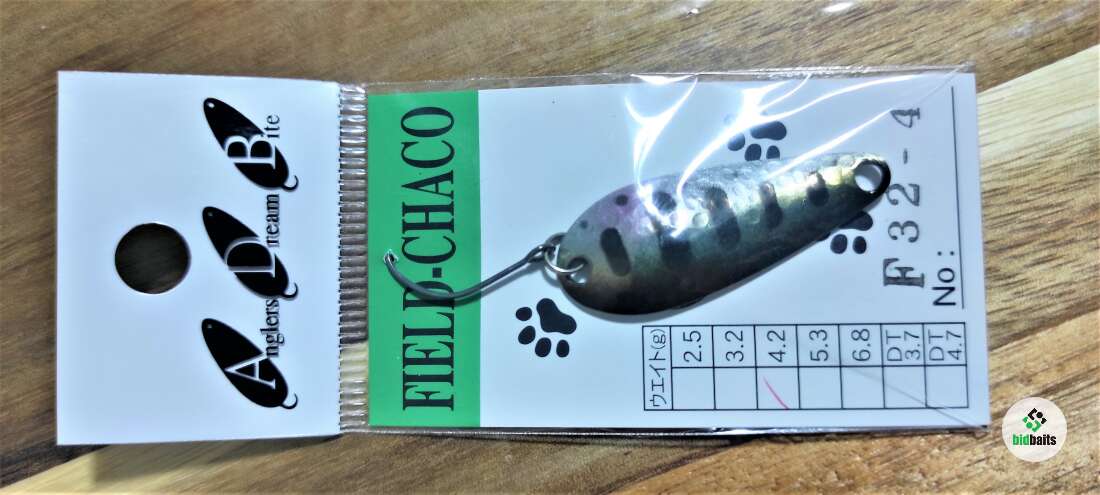 Anglers
Dream
Bite
FIELD-CHACO
No: F32-4
ウエイト(g)
2.5
3.2
4.2
5.3
6.8
DT
3.7
DT
4.7
bidbaits